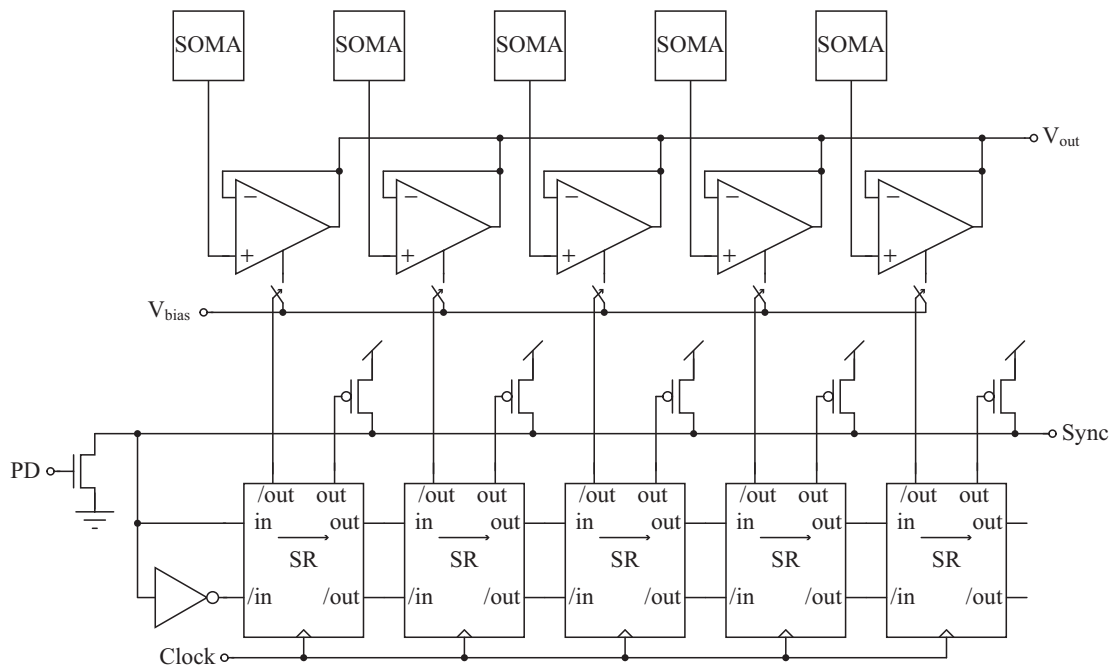 SOMA SOMA SOMA SOMA SOMA
V_out
− − − − −
+ + + + +
V_bias
Sync
PD
/out out /out out /out out /out out /out out
in out in out in out in out in out
SR SR SR SR SR
/in /out /in /out /in /out /in /out /in /out
Clock